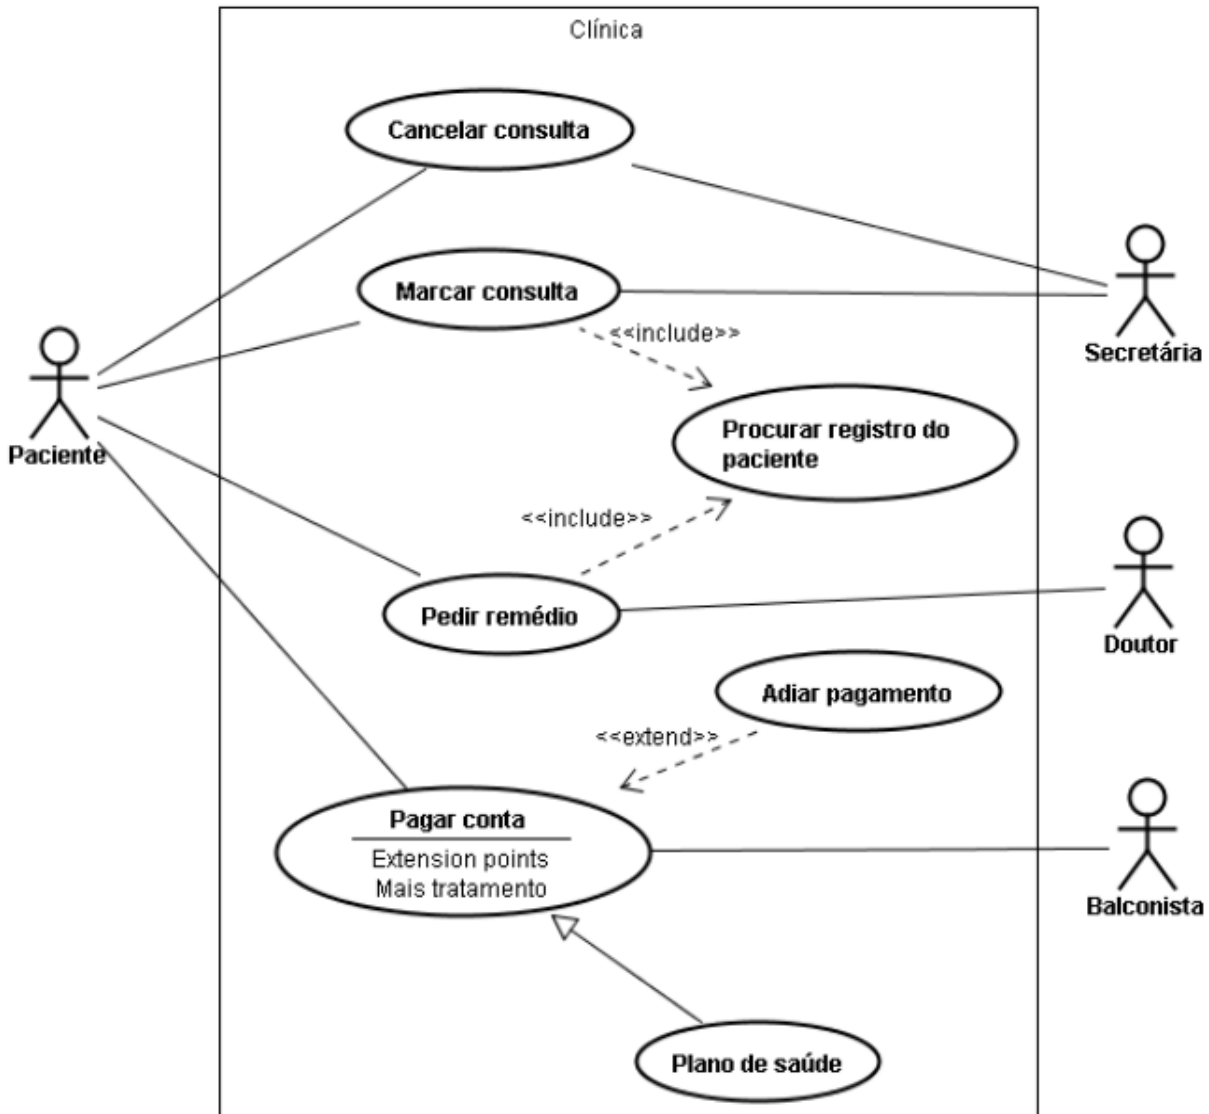 Clínica
Cancelar consulta
Marcar consulta
<<include>>
Secretária
Paciente
Procurar registro do
paciente
<<include>>
Pedir remédio
Doutor
Adiar pagamento
<<extend>>
Pagar conta
Extension points
Mais tratamento
Balconista
Plano de saúde